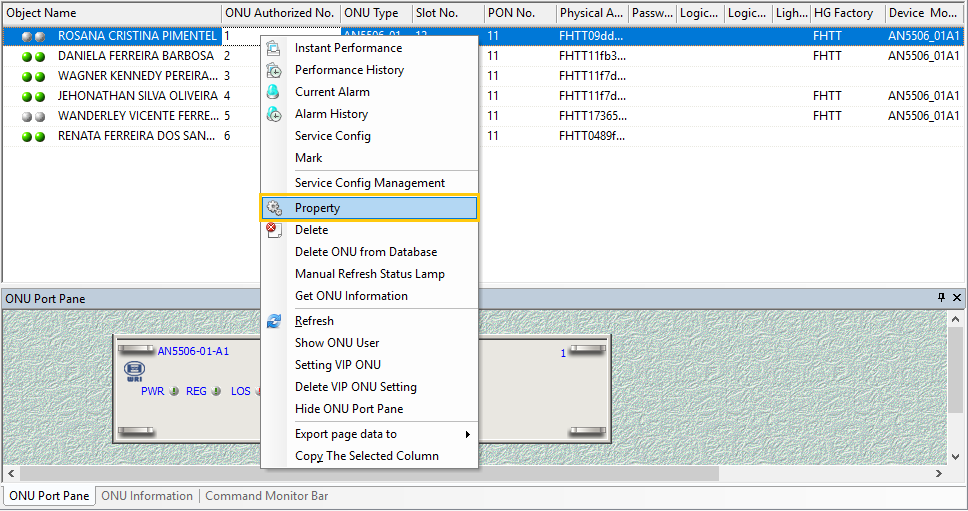 Object Name ONU Authorized No. ONU Type Slot No. PON No. Physical A... Passw... Logic... Logic... Ligh... HG Factory Device Mo...
ROSANA CRISTINA PIMENTEL 1 AN5506_01... 12 11 FHTT09dd... FHTT AN5506_01A1
DANIELA FERREIRA BARBOSA 2 11 FHTT11fb3... FHTT AN5506_01A1
WAGNER KENNEDY PEREIRA... 3 11 FHTT11f7d...
JEHONATHAN SILVA OLIVEIRA 4 11 FHTT11f7d... FHTT AN5506_01A1
WANDERLEY VICENTE FERRE... 5 11 FHTT17365... FHTT AN5506_01A1
RENATA FERREIRA DOS SAN... 6 11 FHTT0489f...
Instant Performance
Performance History
Current Alarm
Alarm History
Service Config
Mark
Service Config Management
Property
Delete
Delete ONU from Database
Manual Refresh Status Lamp
Get ONU Information
Refresh
Show ONU User
Setting VIP ONU
Delete VIP ONU Setting
Hide ONU Port Pane
Export page data to
Copy The Selected Column
ONU Port Pane
AN5506-01-A1 1
WRI
PWR REG LOS
ONU Port Pane ONU Information Command Monitor Bar